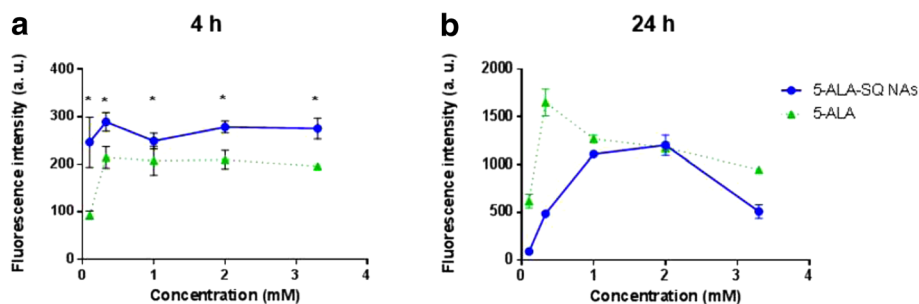 a
4 h
Fluorescence intensity (a. u.)
400
300
200
100
0
* * * * *
0 1 2 3 4
Concentration (mM)
b
24 h
Fluorescence intensity (a. u.)
2000
1500
1000
500
0
0 1 2 3 4
Concentration (mM)
5-ALA-SQ NAs
5-ALA